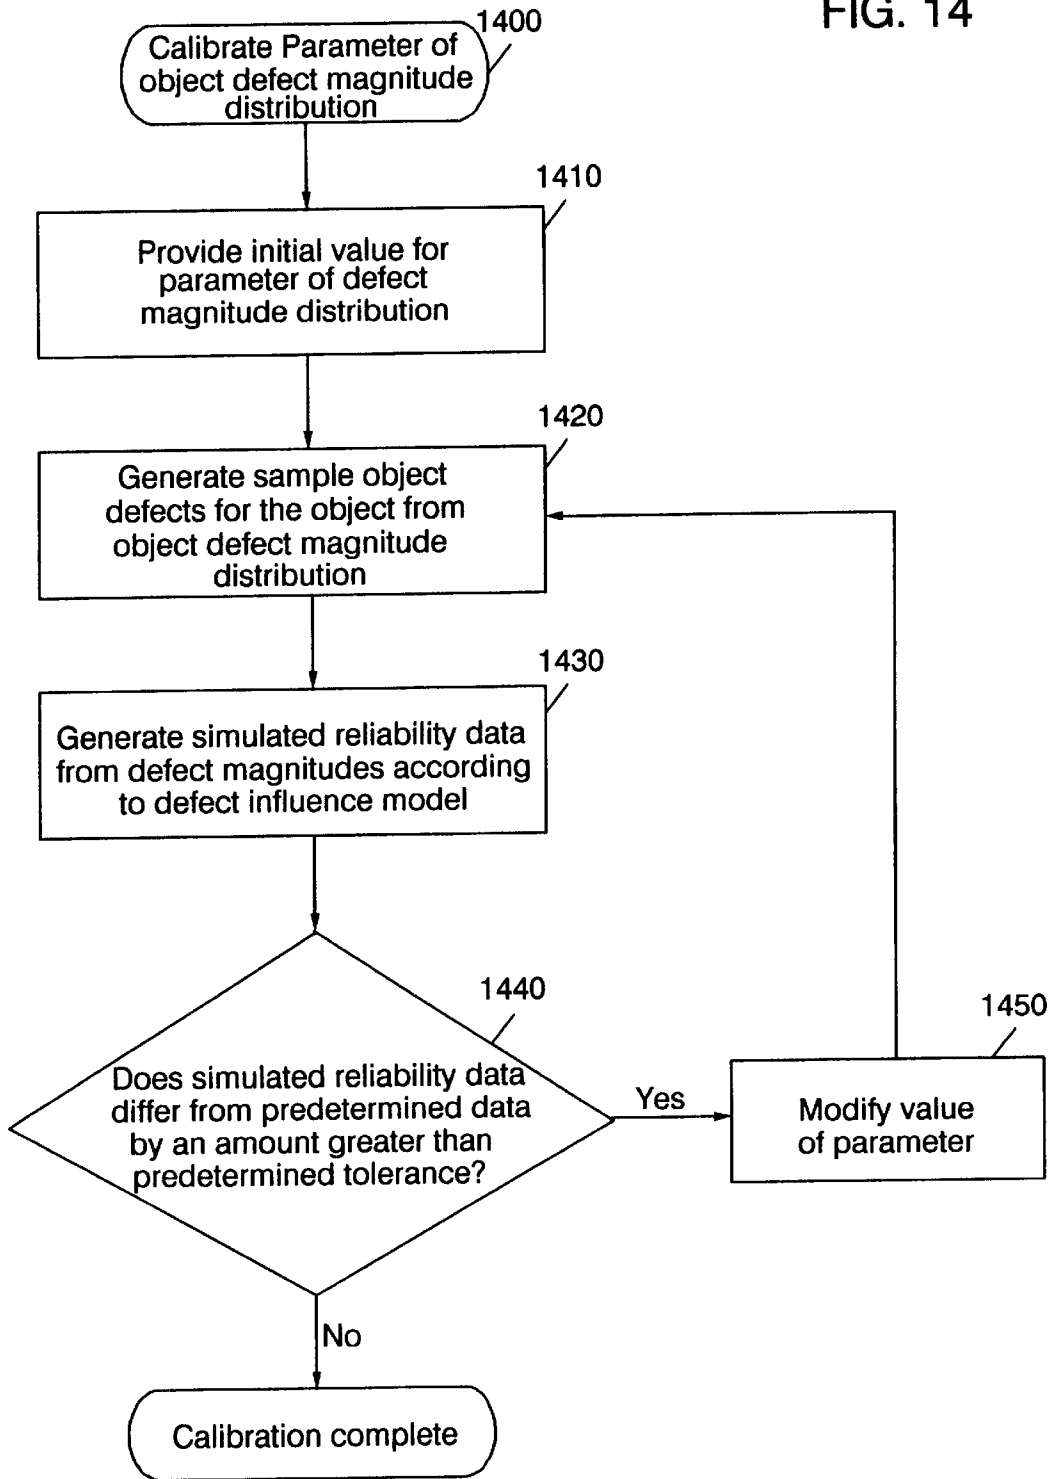 FIG. 14
1400
Calibrate Parameter of
object defect magnitude
distribution
1410
Provide initial value for
parameter of defect
magnitude distribution
1420
Generate sample object
defects for the object from
object defect magnitude
distribution
1430
Generate simulated reliability data
from defect magnitudes according
to defect influence model
1440
Does simulated reliability data
differ from predetermined data
by an amount greater than
predetermined tolerance?
Yes
1450
Modify value
of parameter
No
Calibration complete